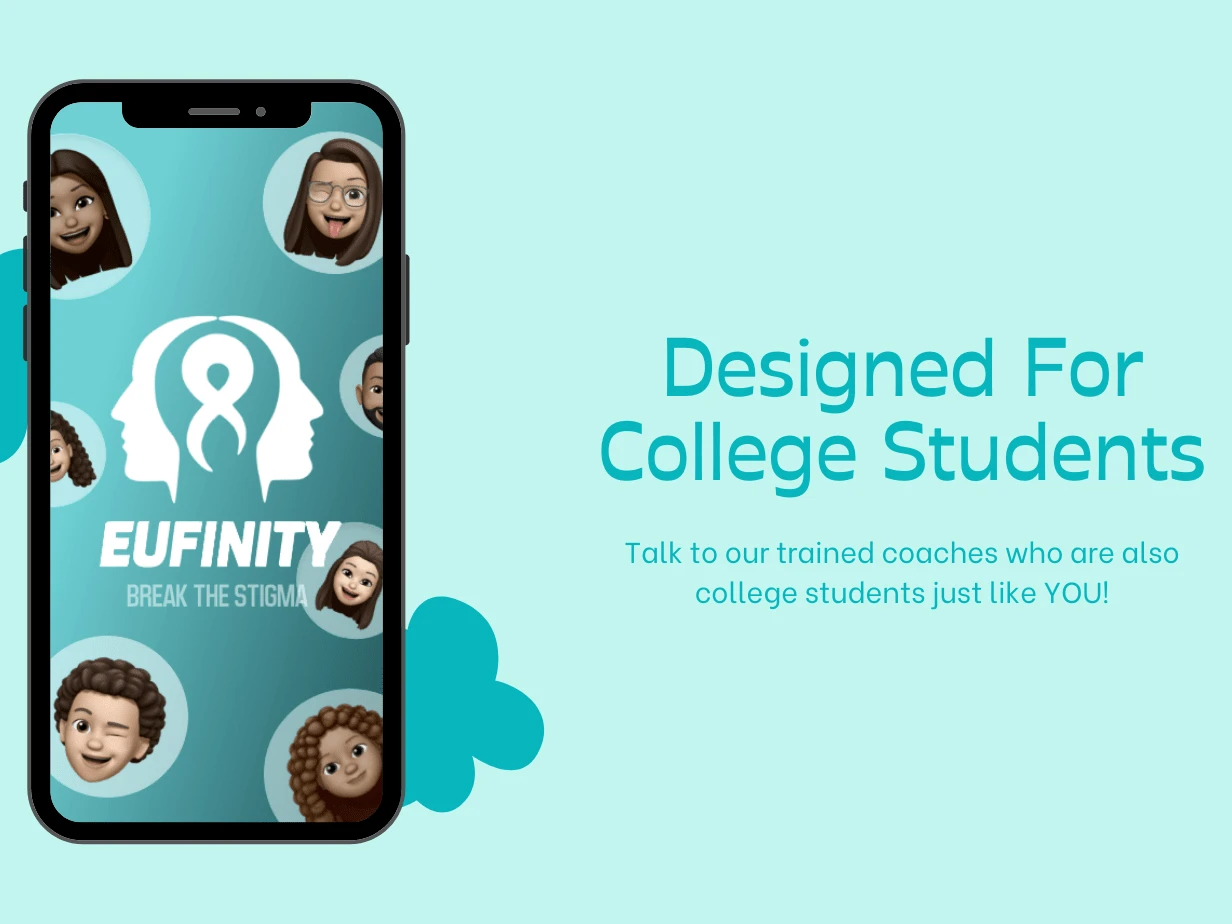 EUFINITY
BREAK THE STIGMA
Designed For
College Students
Talk to our trained coaches who are also
college students just like YOU!